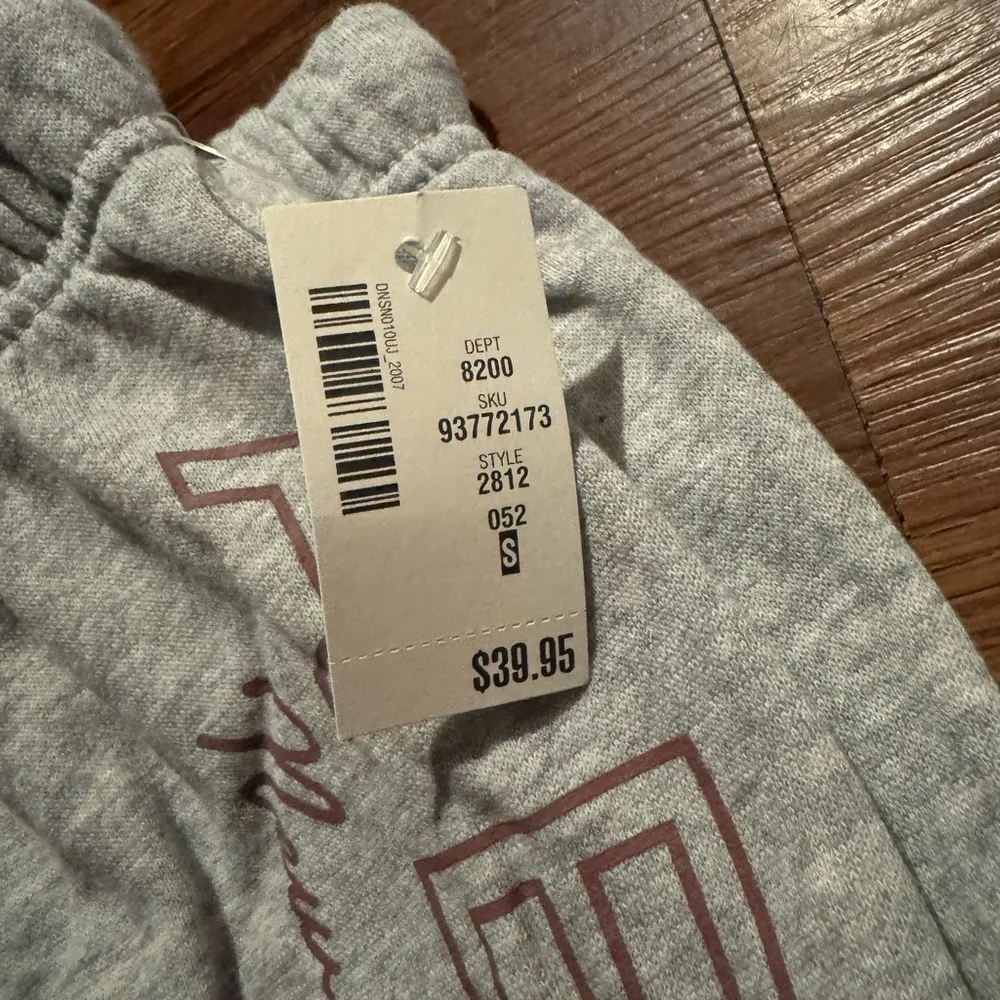 DNSN010UJ_2007
DEPT
8200
SKU
93772173
STYLE
2812
052
S
$39.95